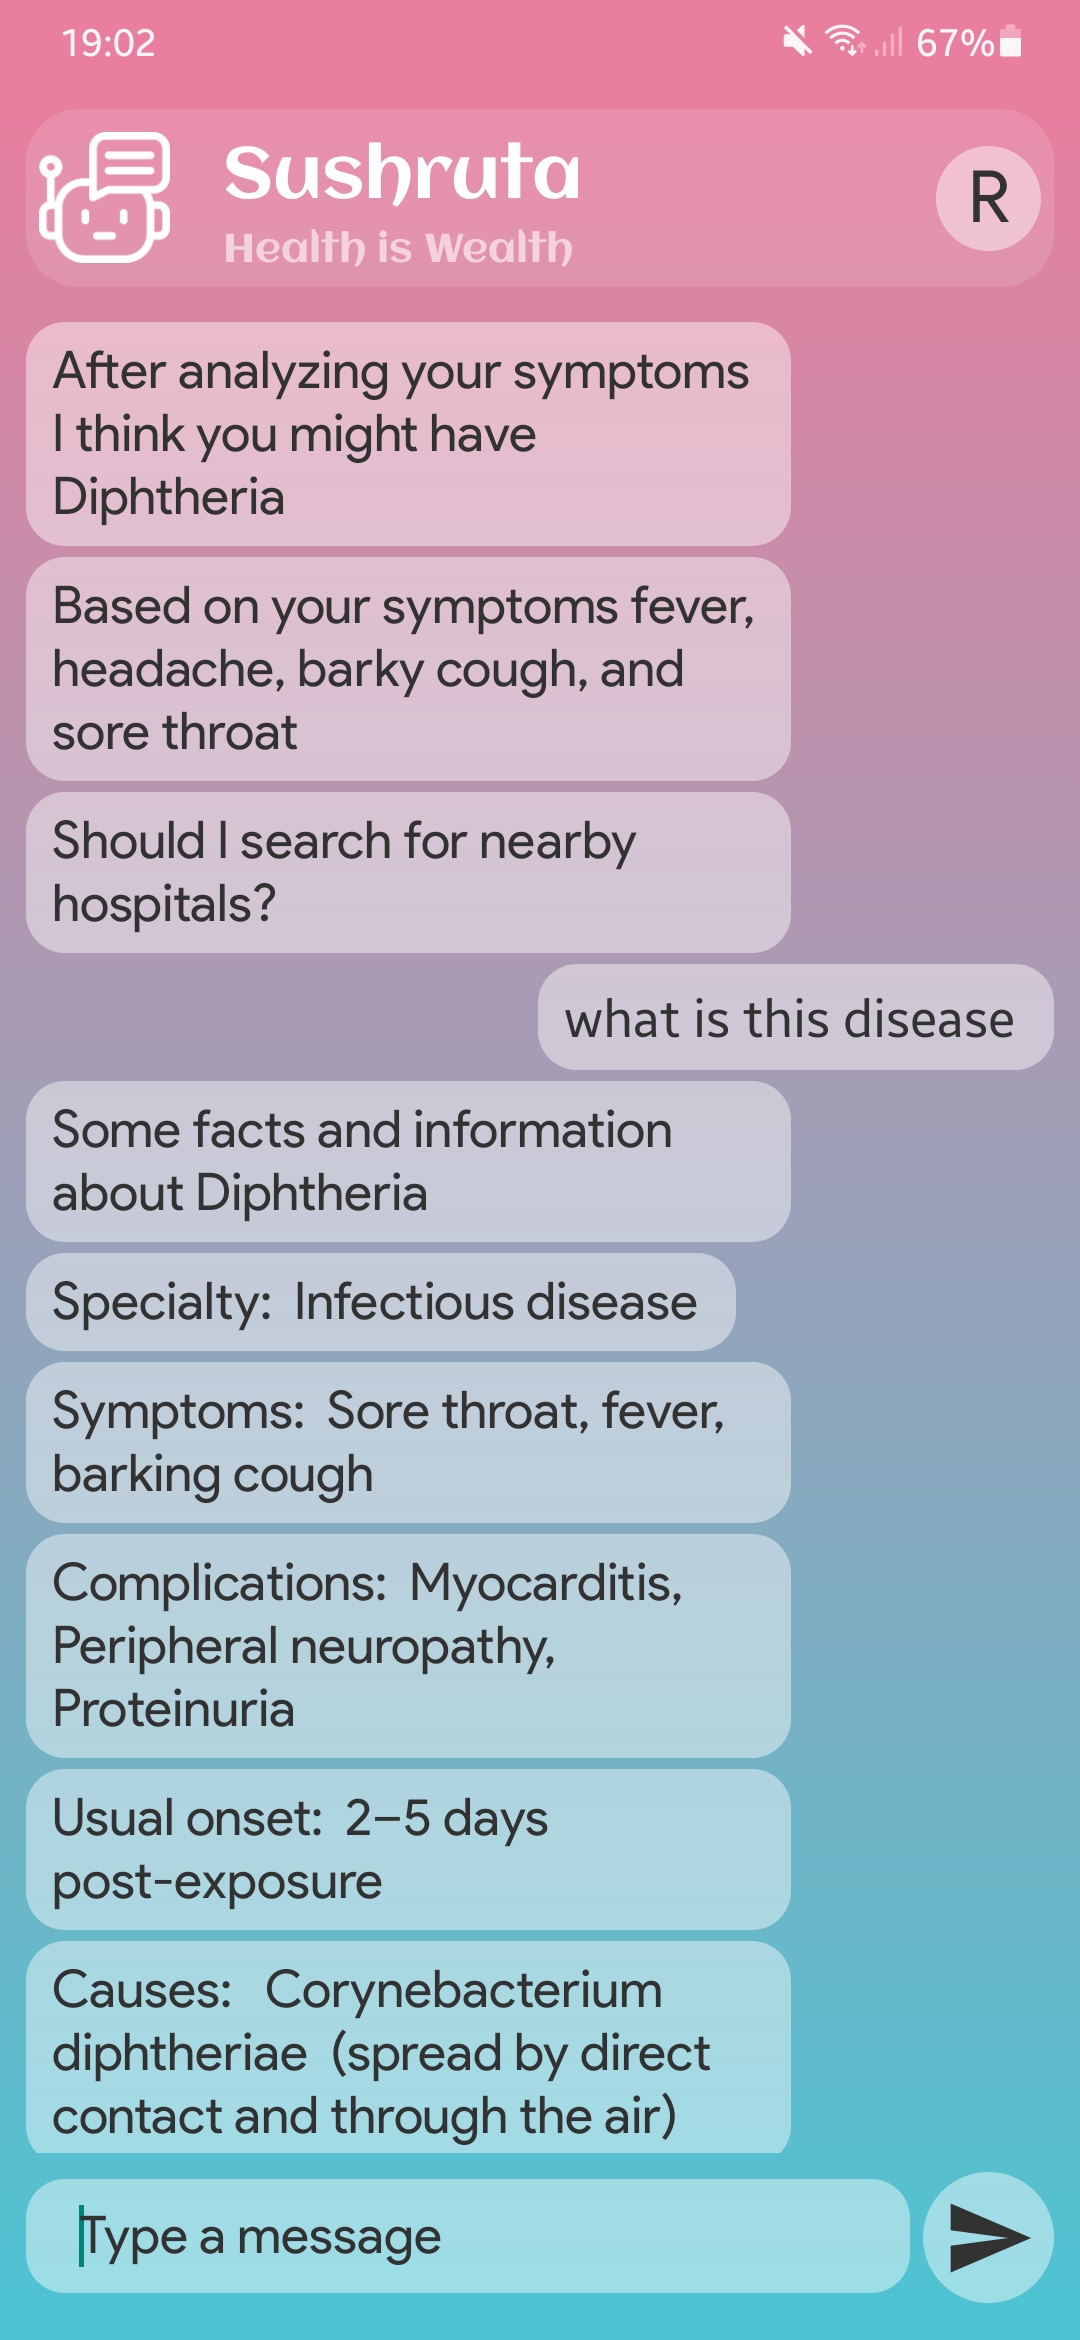 19:02
67%
Sushruta
Health is Wealth
R
After analyzing your symptoms
I think you might have
Diphtheria
Based on your symptoms fever,
headache, barky cough, and
sore throat
Should I search for nearby
hospitals?
what is this disease
Some facts and information
about Diphtheria
Specialty:  Infectious disease
Symptoms:  Sore throat, fever,
barking cough
Complications:  Myocarditis,
Peripheral neuropathy,
Proteinuria
Usual onset:  2–5 days
post-exposure
Causes:   Corynebacterium
diphtheriae  (spread by direct
contact and through the air)
Type a message